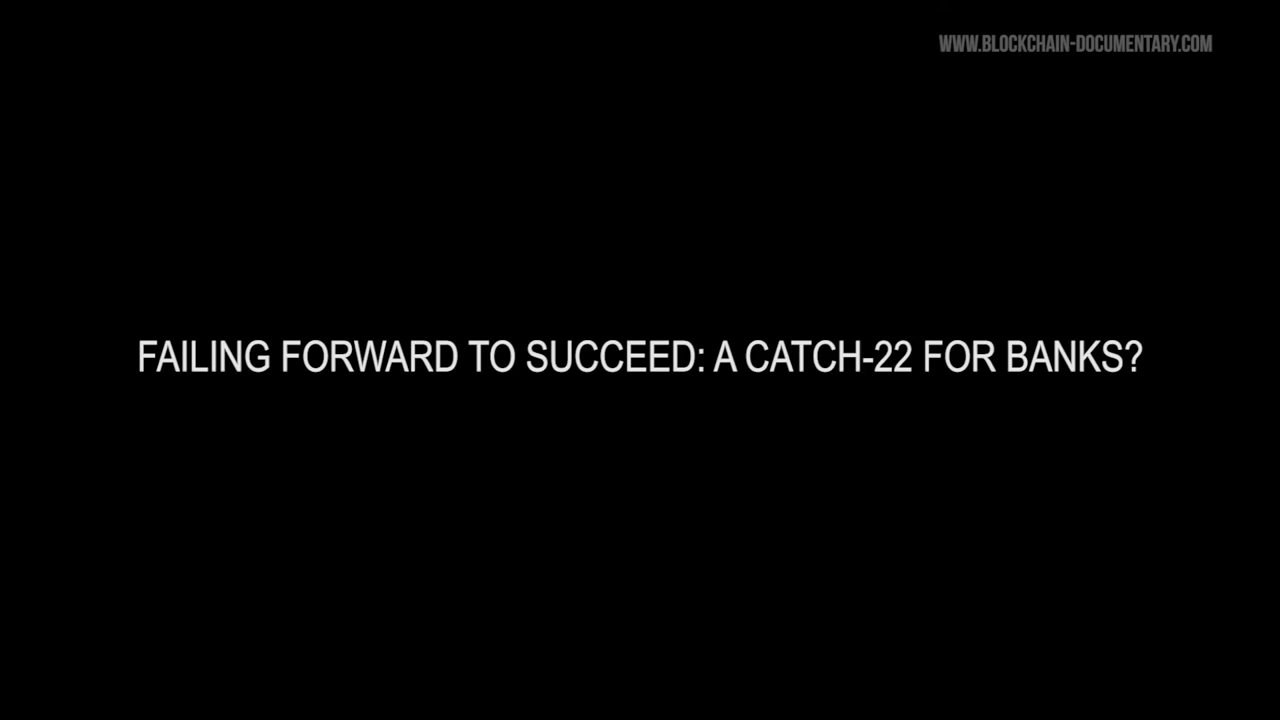 WWW.BLOCKCHAIN-DOCUMENTARY.COM
FAILING FORWARD TO SUCCEED: A CATCH-22 FOR BANKS?